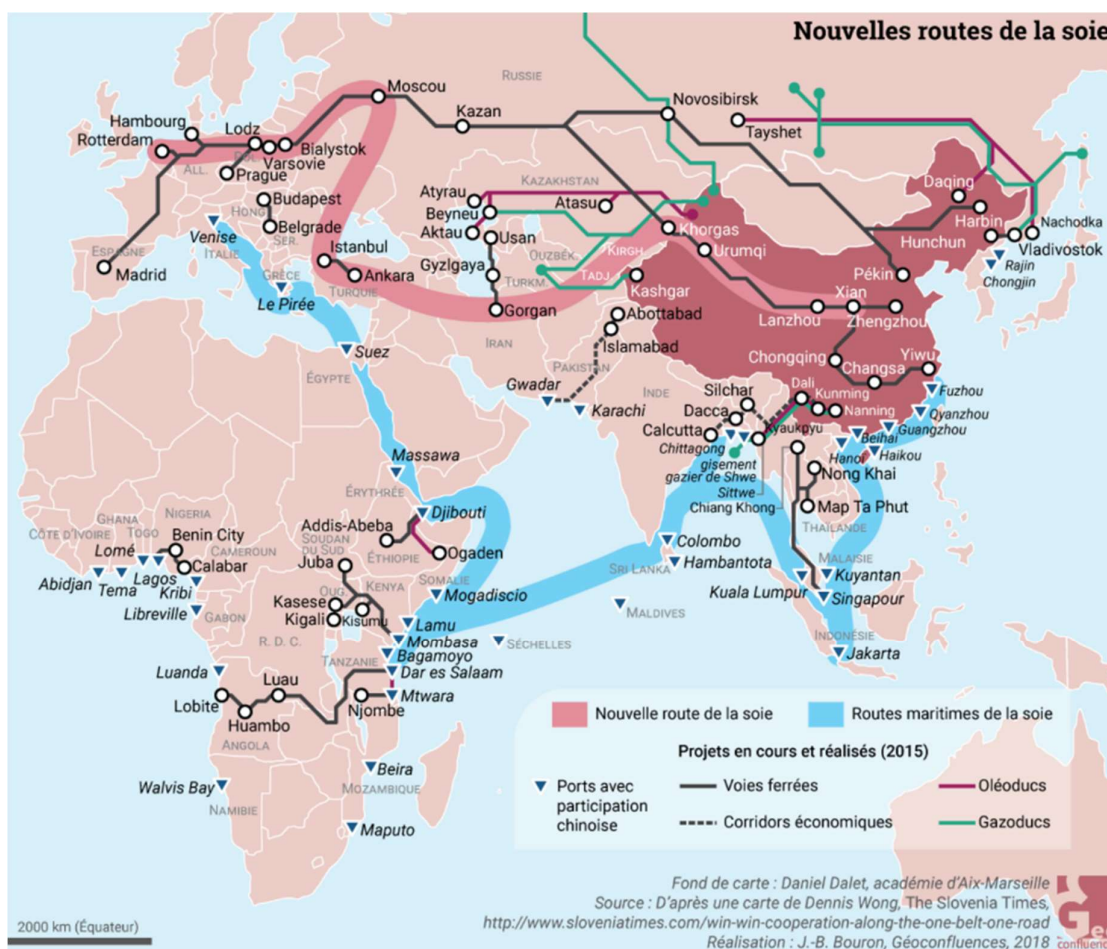 Nouvelles routes de la soie
RUSSIE
Moscou
Kazan
Novosibirsk
Tayshet
Hambourg
Rotterdam
Lodz
Bialystok
Varsovie
ALL.
POL.
Prague
Budapest
HONG.
Belgrade
SER.
Venise
ITALIE
ESPAGNE
Madrid
GRÈCE
Le Pirée
Istanbul
Ankara
TURQUIE
KAZAKHSTAN
Atyrau
Beyneu
Aktau
Atasu
Usan
Gyzlgaya
OUZBÉK.
KIRGH.
TURKM.
TADJ.
Gorgan
Khorgas
Urumqi
Kashgar
Daqing
Harbin
Hunchun
Nachodka
Vladivostok
Rajin
Chongjin
Pékin
Xian
Lanzhou
Zhengzhou
Chongqing
Changsa
Yiwu
Abottabad
Islamabad
IRAN
PAKISTAN
Gwadar
Karachi
INDE
Suez
ÉGYPTE
Silchar
Dacca
Calcutta
Chittagong
Dali
Kunming
Nanning
Kyaukpyu
gisement
gazier de Shwe
Sittwe
Chiang Khong
Fuzhou
Qyanzhou
Guangzhou
Beihai
Haikou
Hanoi
Nong Khai
Map Ta Phut
THAÏLANDE
Massawa
ÉRYTHRÉE
Djibouti
Addis-Abeba
SOUDAN
DU SUD
ÉTHIOPIE
Ogaden
Juba
NIGERIA
GHANA
TOGO
CÔTE D'IVOIRE
Benin City
CAMEROUN
Lomé
Calabar
Abidjan
Tema
Lagos
Kribi
Libreville
GABON
OUG.
KENYA
SOMALIE
Kasese
Kigali
Kisumu
Mogadiscio
Lamu
Mombasa
Bagamoyo
Dar es Salaam
Mtwara
R. D. C.
TANZANIE
Njombe
Luanda
Lobite
Luau
Huambo
ANGOLA
Walvis Bay
NAMIBIE
Beira
MOZAMBIQUE
Maputo
SÉCHELLES
MALDIVES
Colombo
SRI LANKA
Hambantota
MALAISIE
Kuyantan
Kuala Lumpur
Singapour
INDONÉSIE
Jakarta
Nouvelle route de la soie
Routes maritimes de la soie
Projets en cours et réalisés (2015)
Ports avec
participation
chinoise
Voies ferrées
Oléoducs
Corridors économiques
Gazoducs
Fond de carte : Daniel Dalet, académie d'Aix-Marseille
Source : D'après une carte de Dennis Wong, The Slovenia Times,
http://www.sloveniatimes.com/win-win-cooperation-along-the-one-belt-one-road
Réalisation : J.-B. Bouron, Géoconfluences, 2018
2000 km (Équateur)